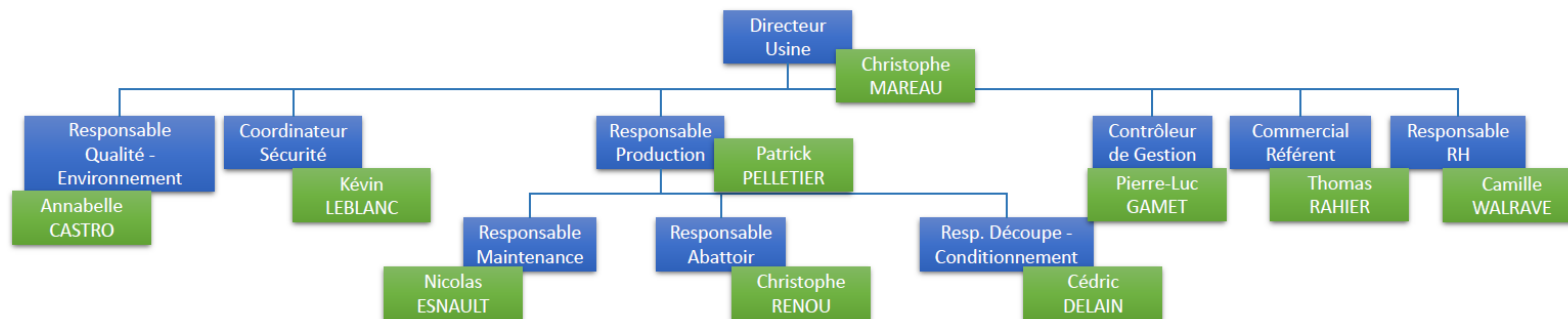 Directeur
Usine
Christophe
MAREAU
Responsable
Qualité -
Environnement
Annabelle
CASTRO
Coordinateur
Sécurité
Kévin
LEBLANC
Responsable
Production
Patrick
PELLETIER
Contrôleur
de Gestion
Pierre-Luc
GAMET
Commercial
Référent
Thomas
RAHIER
Responsable
RH
Camille
WALRAVE
Responsable
Maintenance
Nicolas
ESNAULT
Responsable
Abattoir
Christophe
RENOU
Resp. Découpe -
Conditionnement
Cédric
DELAIN